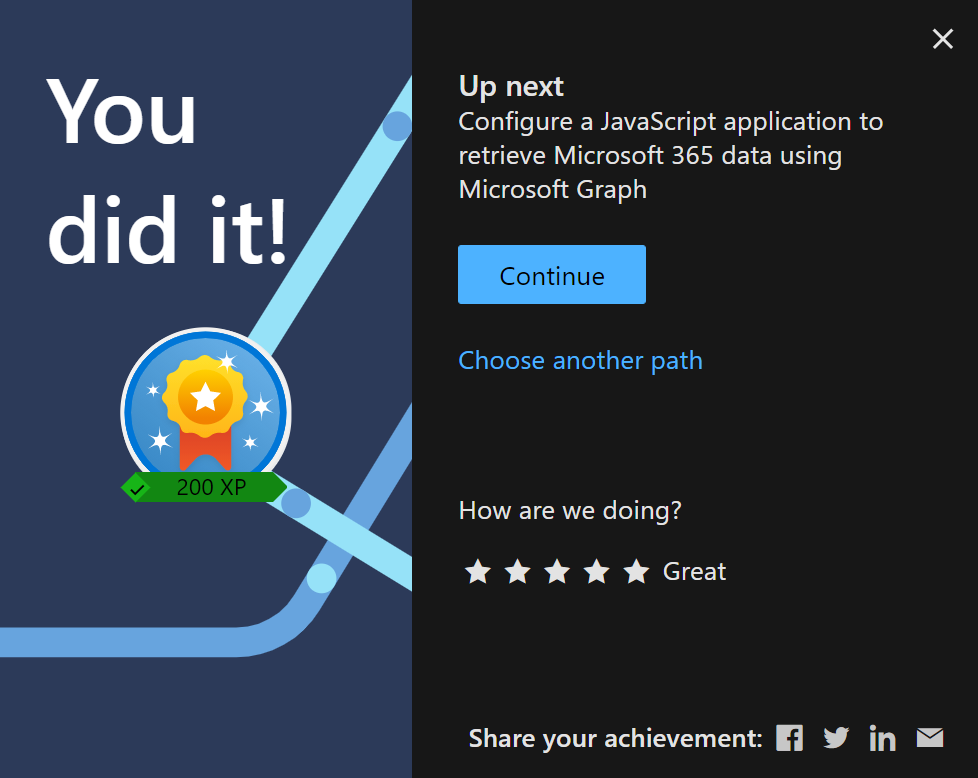 You
did it!
200 XP
Up next
Configure a JavaScript application to
retrieve Microsoft 365 data using
Microsoft Graph
Continue
Choose another path
How are we doing?
Great
Share your achievement: